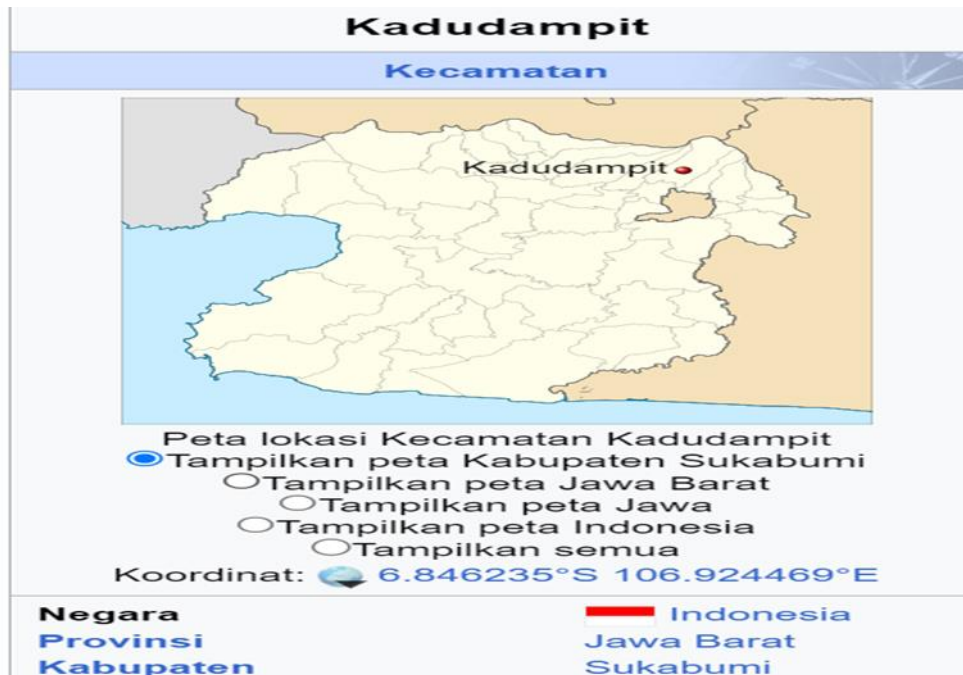 Kadudampit
Kecamatan
Kadudampit
Peta lokasi Kecamatan Kadudampit
Tampilkan peta Kabupaten Sukabumi
Tampilkan peta Jawa Barat
Tampilkan peta Jawa
Tampilkan peta Indonesia
Tampilkan semua
Koordinat: 6.846235°S 106.924469°E
Negara Indonesia
Provinsi Jawa Barat
Kabupaten Sukabumi